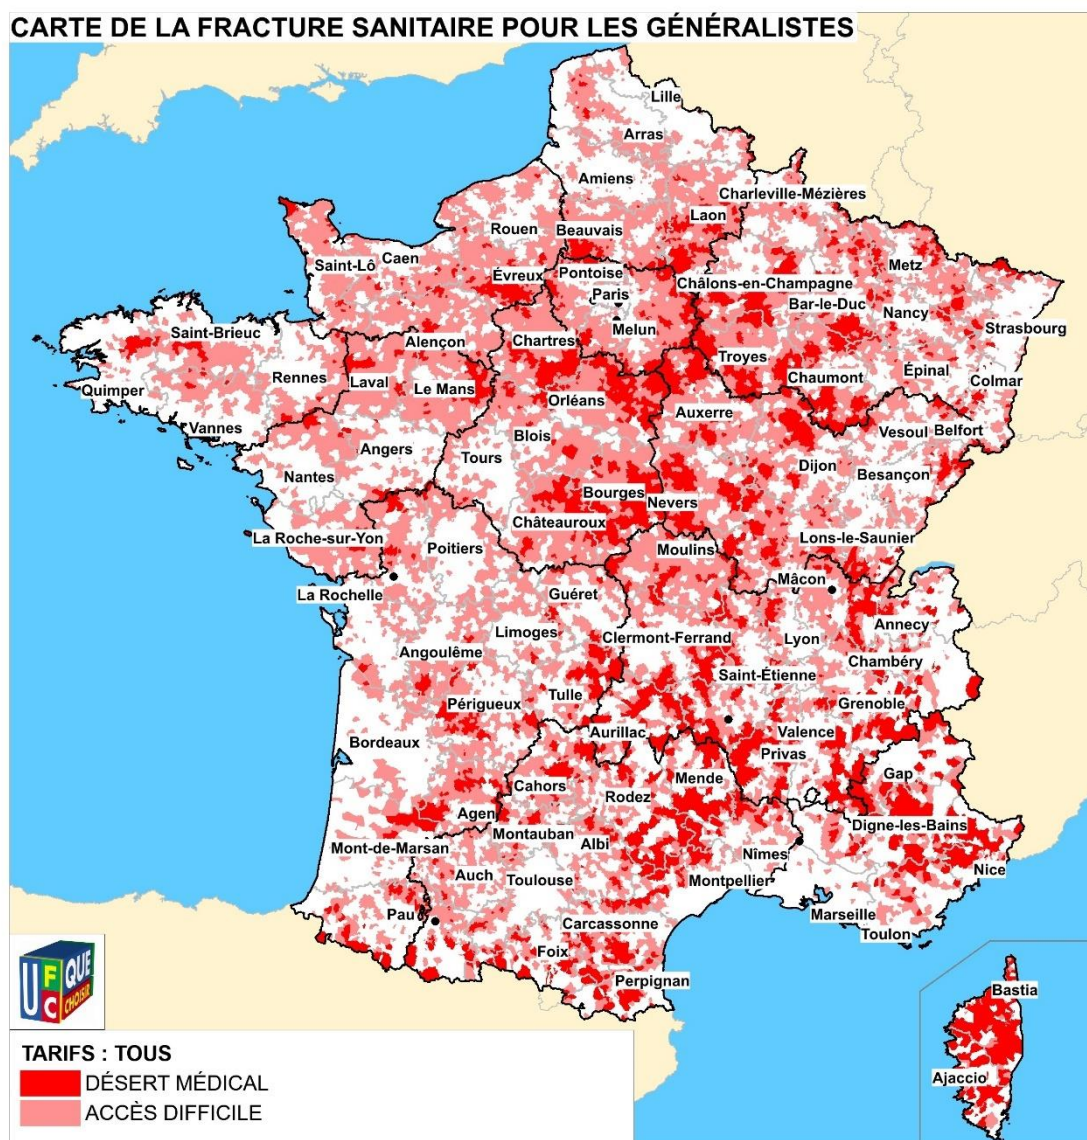 CARTE DE LA FRACTURE SANITAIRE POUR LES GÉNÉRALISTES
Lille
Arras
Amiens
Charleville-Mézières
Laon
Rouen
Beauvais
Caen
Saint-Lô
Metz
Évreux
Pontoise
Châlons-en-Champagne
Paris
Bar-le-Duc
Nancy
Strasbourg
Saint-Brieuc
Melun
Alençon
Chartres
Troyes
Épinal
Colmar
Chaumont
Quimper
Rennes
Laval
Le Mans
Orléans
Auxerre
Vannes
Vesoul
Belfort
Blois
Angers
Tours
Dijon
Besançon
Nantes
Bourges
Nevers
Châteauroux
La Roche-sur-Yon
Poitiers
Moulins
Lons-le-Saunier
Mâcon
La Rochelle
Guéret
Annecy
Limoges
Clermont-Ferrand
Lyon
Angoulême
Chambéry
Saint-Étienne
Tulle
Périgueux
Grenoble
Aurillac
Valence
Bordeaux
Privas
Gap
Mende
Cahors
Rodez
Agen
Digne-les-Bains
Montauban
Mont-de-Marsan
Albi
Nîmes
Nice
Auch
Toulouse
Montpellier
Pau
Marseille
Carcassonne
Toulon
Foix
Perpignan
Bastia
Ajaccio
UFC QUE CHOISIR
TARIFS : TOUS
DÉSERT MÉDICAL
ACCÈS DIFFICILE